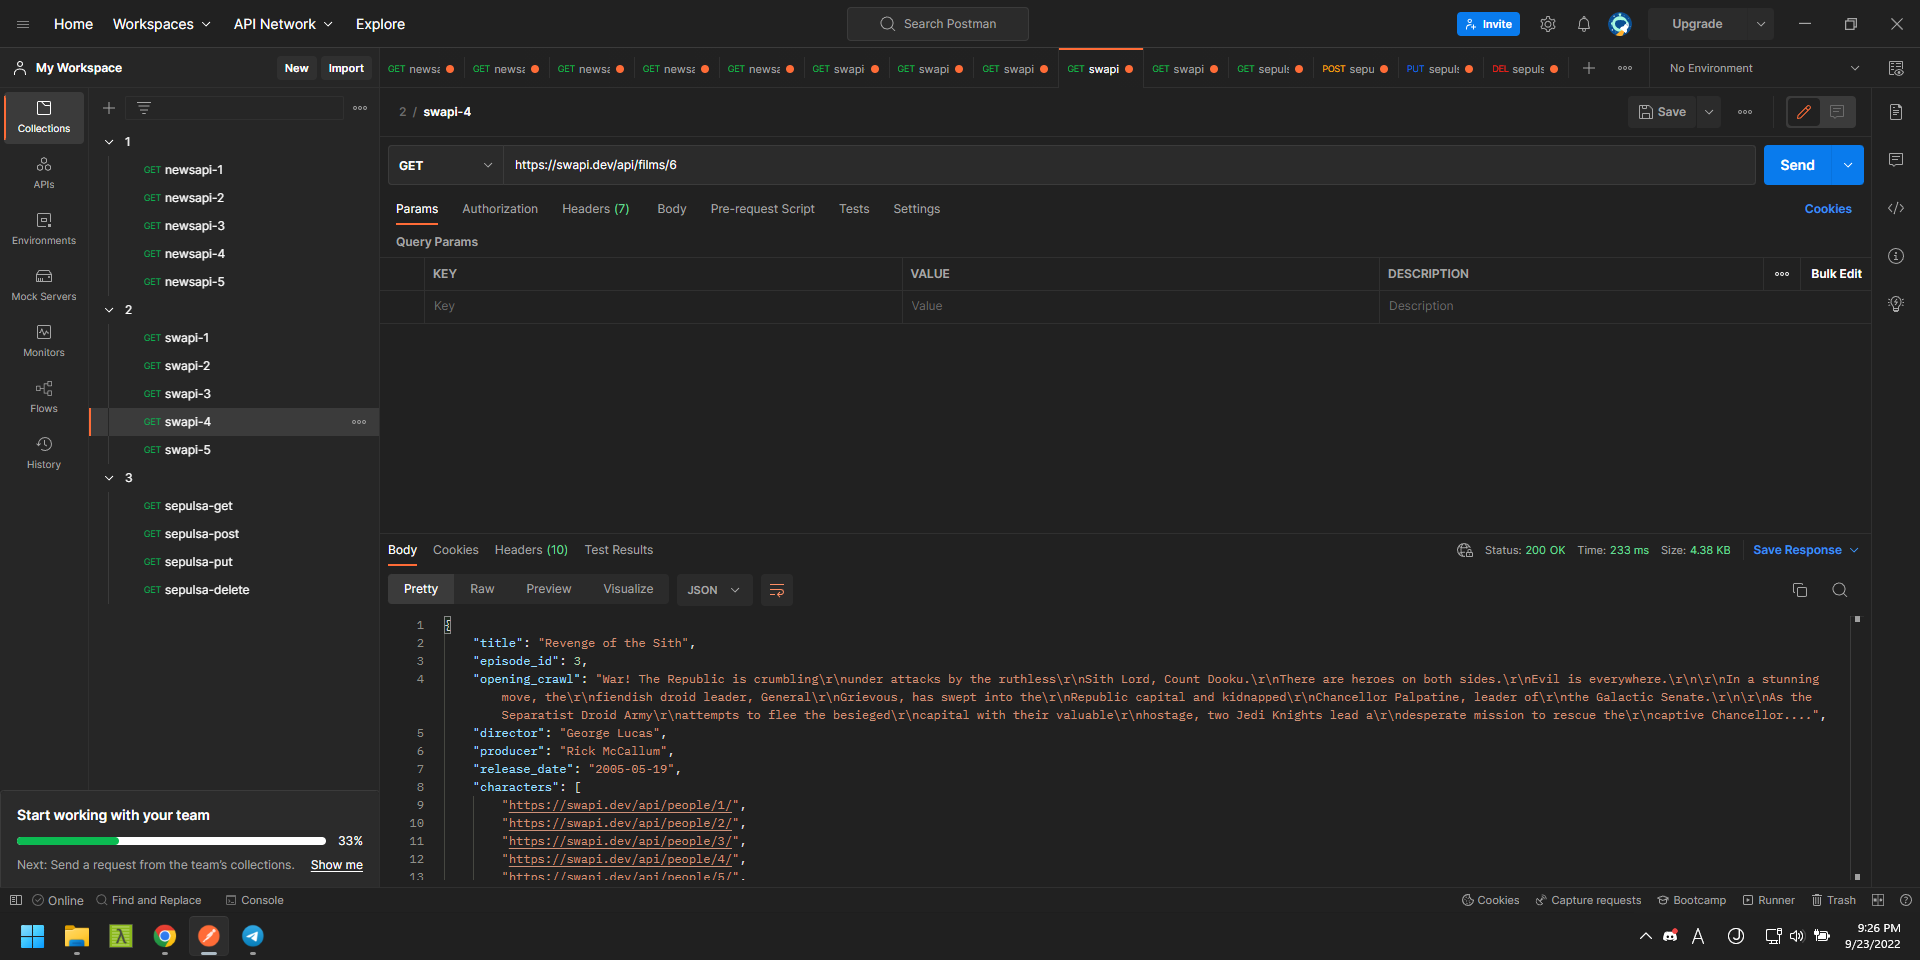 Home Workspaces API Network Explore Search Postman Invite Upgrade
My Workspace New Import
GET newsa GET newsa GET newsa GET newsa GET newsa GET swapi GET swapi GET swapi GET swapi GET swapi GET sepuls POST sepu PUT sepuls DEL sepuls No Environment
Collections
APIs
Environments
Mock Servers
Monitors
Flows
History
1
GET newsapi-1
GET newsapi-2
GET newsapi-3
GET newsapi-4
GET newsapi-5
2
GET swapi-1
GET swapi-2
GET swapi-3
GET swapi-4
GET swapi-5
3
GET sepulsa-get
GET sepulsa-post
GET sepulsa-put
GET sepulsa-delete
Start working with your team
33%
Next: Send a request from the team's collections. Show me
2 / swapi-4 Save
GET https://swapi.dev/api/films/6 Send
Params Authorization Headers (7) Body Pre-request Script Tests Settings Cookies
Query Params
KEY VALUE DESCRIPTION Bulk Edit
Key Value Description
Body Cookies Headers (10) Test Results Status: 200 OK Time: 233 ms Size: 4.38 KB Save Response
Pretty Raw Preview Visualize JSON
1 {
2 "title": "Revenge of the Sith",
3 "episode_id": 3,
4 "opening_crawl": "War! The Republic is crumbling\r\nunder attacks by the ruthless\r\nSith Lord, Count Dooku.\r\nThere are heroes on both sides.\r\nEvil is everywhere.\r\n\r\nIn a stunning
move, the\r\nfiendish droid leader, General\r\nGrievous, has swept into the\r\nRepublic capital and kidnapped\r\nChancellor Palpatine, leader of\r\nthe Galactic Senate.\r\n\r\nAs the
Separatist Droid Army\r\nattempts to flee the besieged\r\ncapital with their valuable\r\nhostage, two Jedi Knights lead a\r\ndesperate mission to rescue the\r\ncaptive Chancellor....",
5 "director": "George Lucas",
6 "producer": "Rick McCallum",
7 "release_date": "2005-05-19",
8 "characters": [
9 "https://swapi.dev/api/people/1/",
10 "https://swapi.dev/api/people/2/",
11 "https://swapi.dev/api/people/3/",
12 "https://swapi.dev/api/people/4/",
13 "https://swapi.dev/api/people/5/",
Online Find and Replace Console Cookies Capture requests Bootcamp Runner Trash
9:26 PM
9/23/2022